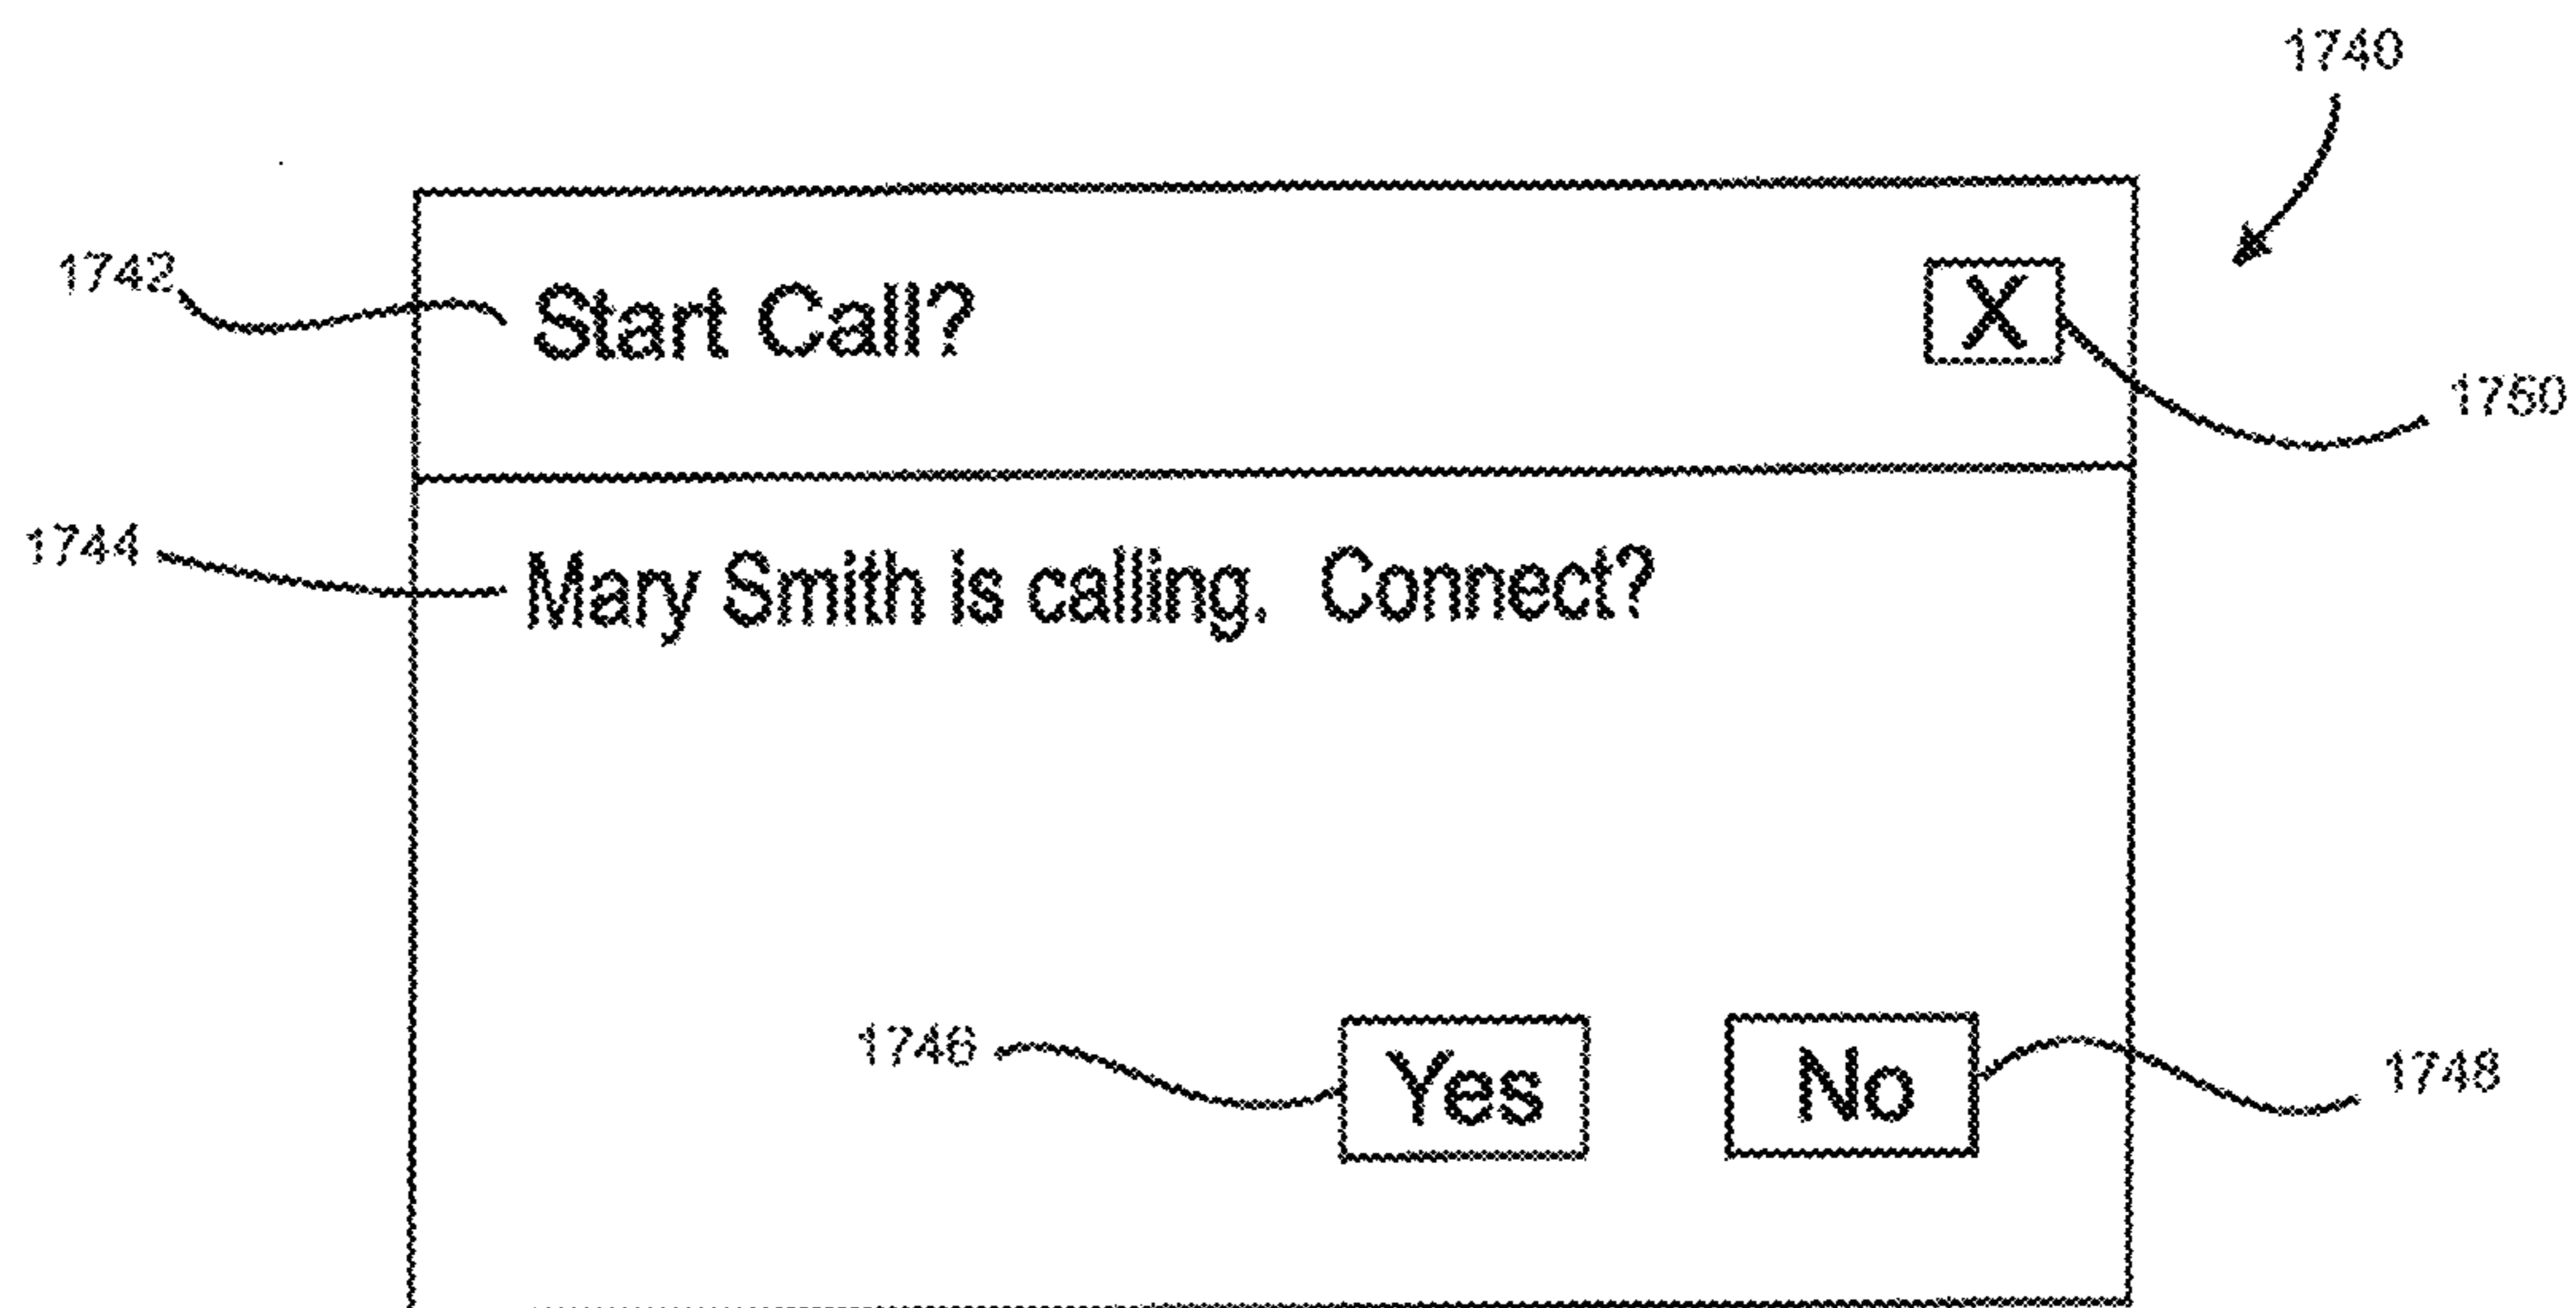 1740
1742
Start Call?
X
1750
1744
Mary Smith is calling. Connect?
1746
Yes
No
1748